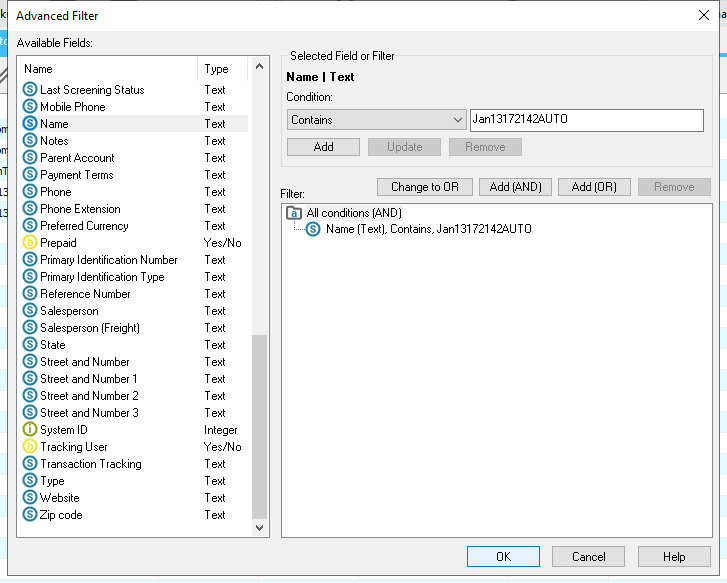 Advanced Filter
Available Fields:
Name Type
Last Screening Status Text
Mobile Phone Text
Name Text
Notes Text
Parent Account Text
Payment Terms Text
Phone Text
Phone Extension Text
Preferred Currency Text
Prepaid Yes/No
Primary Identification Number Text
Primary Identification Type Text
Reference Number Text
Salesperson Text
Salesperson (Freight) Text
State Text
Street and Number Text
Street and Number 1 Text
Street and Number 2 Text
Street and Number 3 Text
System ID Integer
Tracking User Yes/No
Transaction Tracking Text
Type Text
Website Text
Zip code Text
Selected Field or Filter
Name | Text
Condition:
Contains Jan13172142AUTO
Add Update Remove
Filter: Change to OR Add (AND) Add (OR) Remove
All conditions (AND)
Name (Text), Contains, Jan13172142AUTO
OK Cancel Help